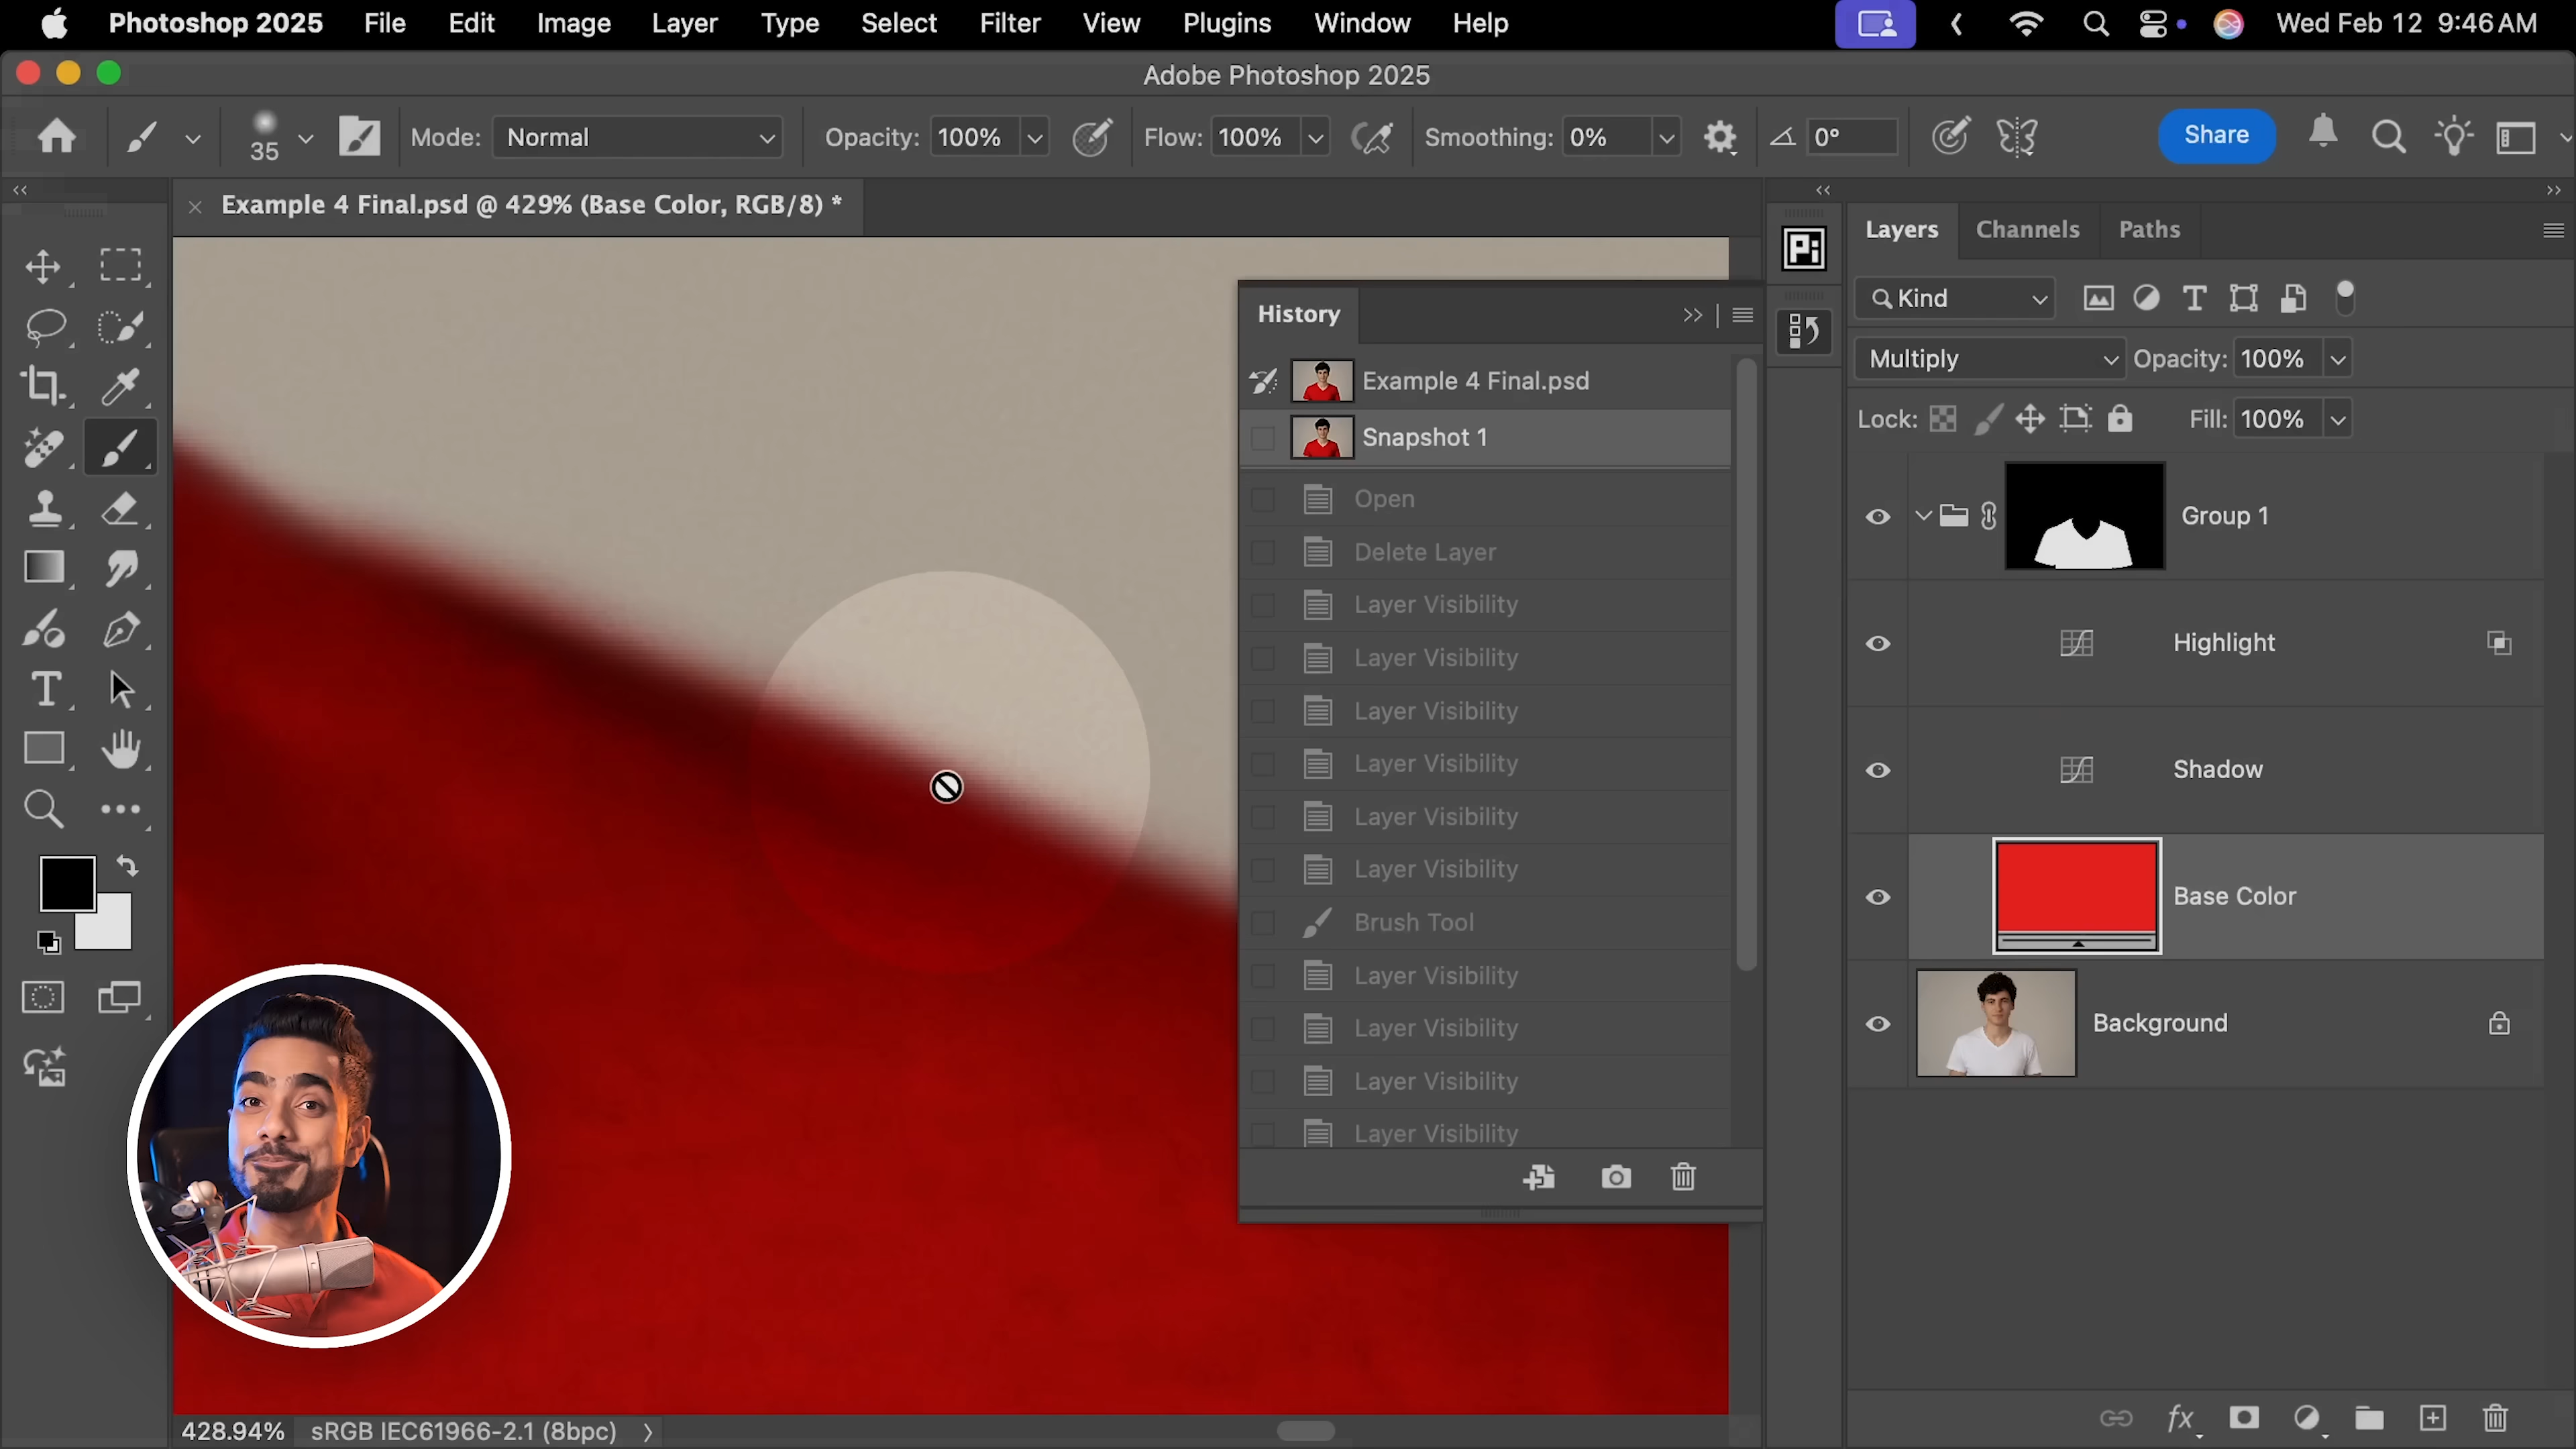 Photoshop 2025 File Edit Image Layer Type Select Filter View Plugins Window Help Wed Feb 12 9:46 AM
Adobe Photoshop 2025
35 Mode: Normal Opacity: 100% Flow: 100% Smoothing: 0% 0° Share
Example 4 Final.psd @ 429% (Base Color, RGB/8) *
History
Example 4 Final.psd
Snapshot 1
Open
Delete Layer
Layer Visibility
Layer Visibility
Layer Visibility
Layer Visibility
Layer Visibility
Layer Visibility
Brush Tool
Layer Visibility
Layer Visibility
Layer Visibility
Layer Visibility
Pi
Layers Channels Paths
Kind
Multiply Opacity: 100%
Lock: Fill: 100%
Group 1
Highlight
Shadow
Base Color
Background
fx
428.94% sRGB IEC61966-2.1 (8bpc)